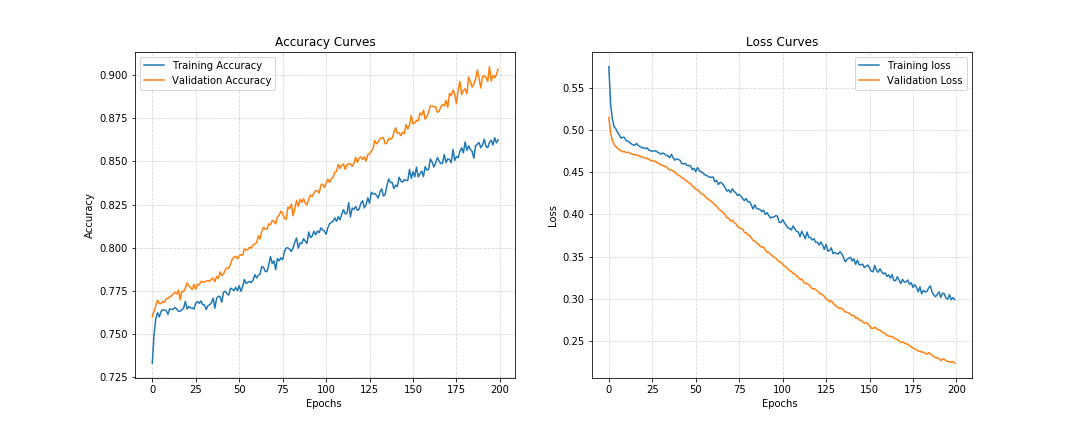 Accuracy Curves
Training Accuracy
Validation Accuracy
0.900
0.875
0.850
0.825
0.800
0.775
0.750
0.725
Accuracy
0 25 50 75 100 125 150 175 200
Epochs
Loss Curves
Training loss
Validation Loss
0.55
0.50
0.45
0.40
0.35
0.30
0.25
Loss
0 25 50 75 100 125 150 175 200
Epochs